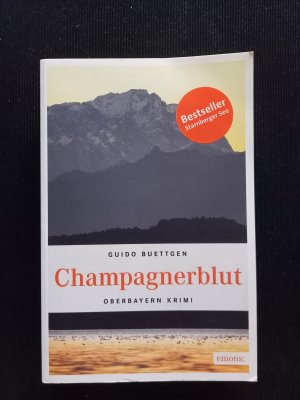 Bestseller
Starnberger See
GUIDO BUETTGEN
Champagnerblut
OBERBAYERN KRIMI
emons: